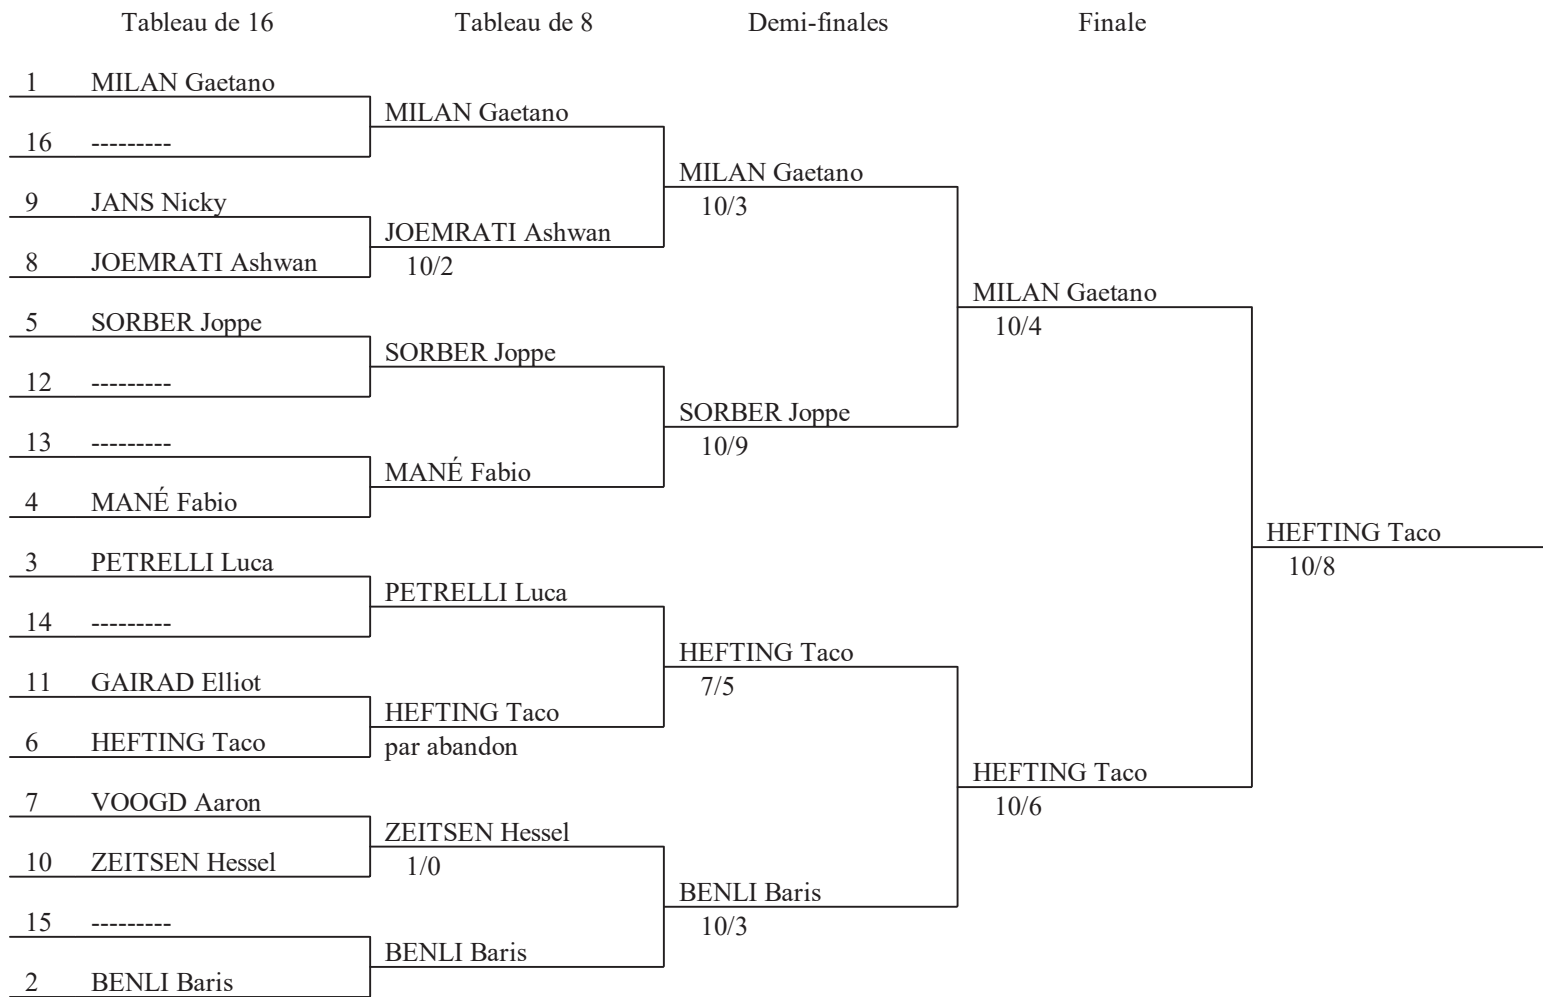 Tableau de 16 Tableau de 8 Demi-finales Finale
1 MILAN Gaetano
MILAN Gaetano
16 ---------
MILAN Gaetano
9 JANS Nicky
10/3
JOEMRATI Ashwan
8 JOEMRATI Ashwan
10/2
MILAN Gaetano
5 SORBER Joppe
10/4
SORBER Joppe
12 ---------
SORBER Joppe
13 ---------
10/9
MANÉ Fabio
4 MANÉ Fabio
HEFTING Taco
3 PETRELLI Luca
10/8
PETRELLI Luca
14 ---------
HEFTING Taco
11 GAIRAD Elliot
7/5
HEFTING Taco
6 HEFTING Taco
par abandon
HEFTING Taco
7 VOOGD Aaron
10/6
ZEITSEN Hessel
10 ZEITSEN Hessel
1/0
BENLI Baris
15 ---------
10/3
BENLI Baris
2 BENLI Baris